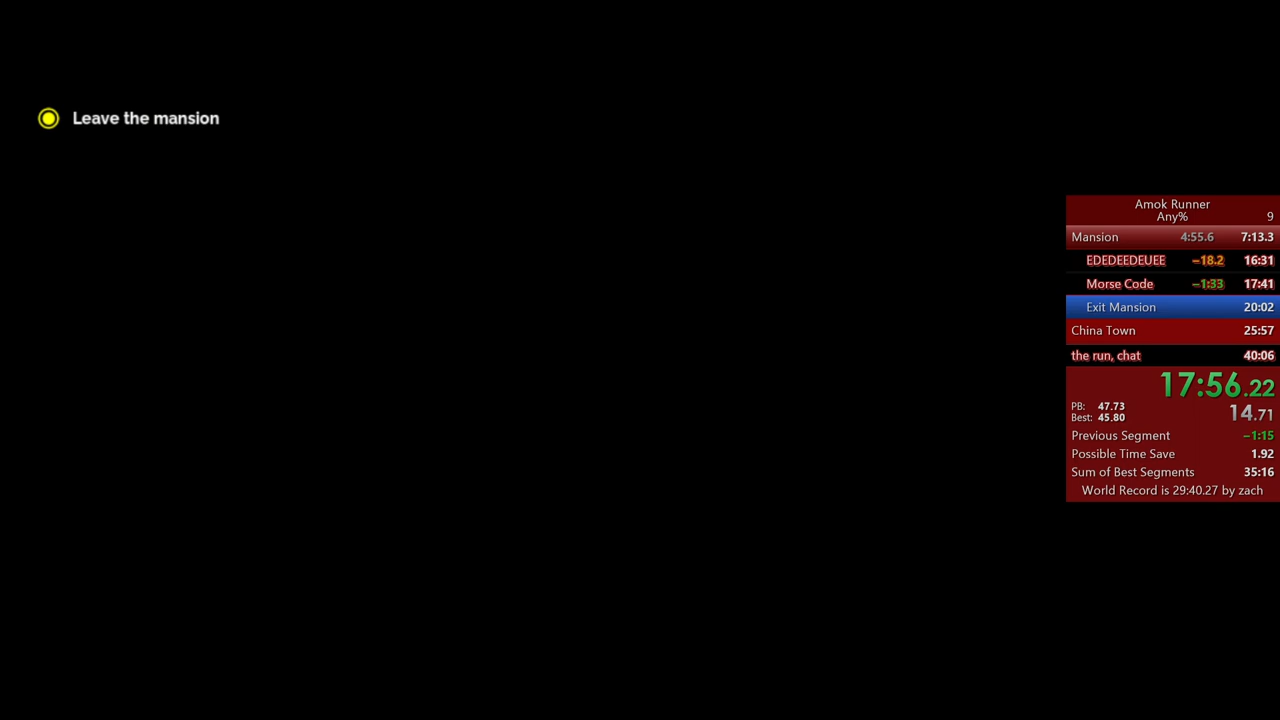 Leave the mansion
Amok Runner
Any% 9
Mansion 4:55.6 7:13.3
EDEDEEDEUEE −18.2 16:31
Morse Code −1:33 17:41
Exit Mansion 20:02
China Town 25:57
the run, chat 40:06
17:56.22
PB: 47.73 14.71
Best: 45.80
Previous Segment −1:15
Possible Time Save 1.92
Sum of Best Segments 35:16
World Record is 29:40.27 by zach